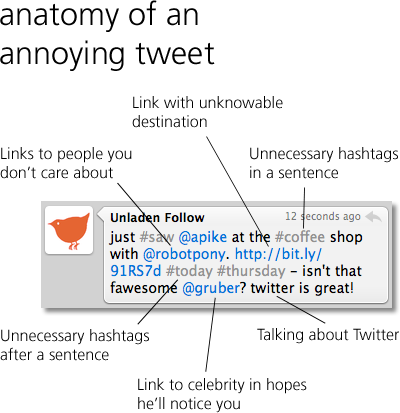 anatomy of an
annoying tweet
Link with unknowable
destination
Links to people you
don't care about
Unnecessary hashtags
in a sentence
Unladen Follow 12 seconds ago
just #saw @apike at the #coffee shop
with @robotpony. http://bit.ly/
91RS7d #today #thursday – isn't that
fawesome @gruber? twitter is great!
Unnecessary hashtags
after a sentence
Talking about Twitter
Link to celebrity in hopes
he'll notice you